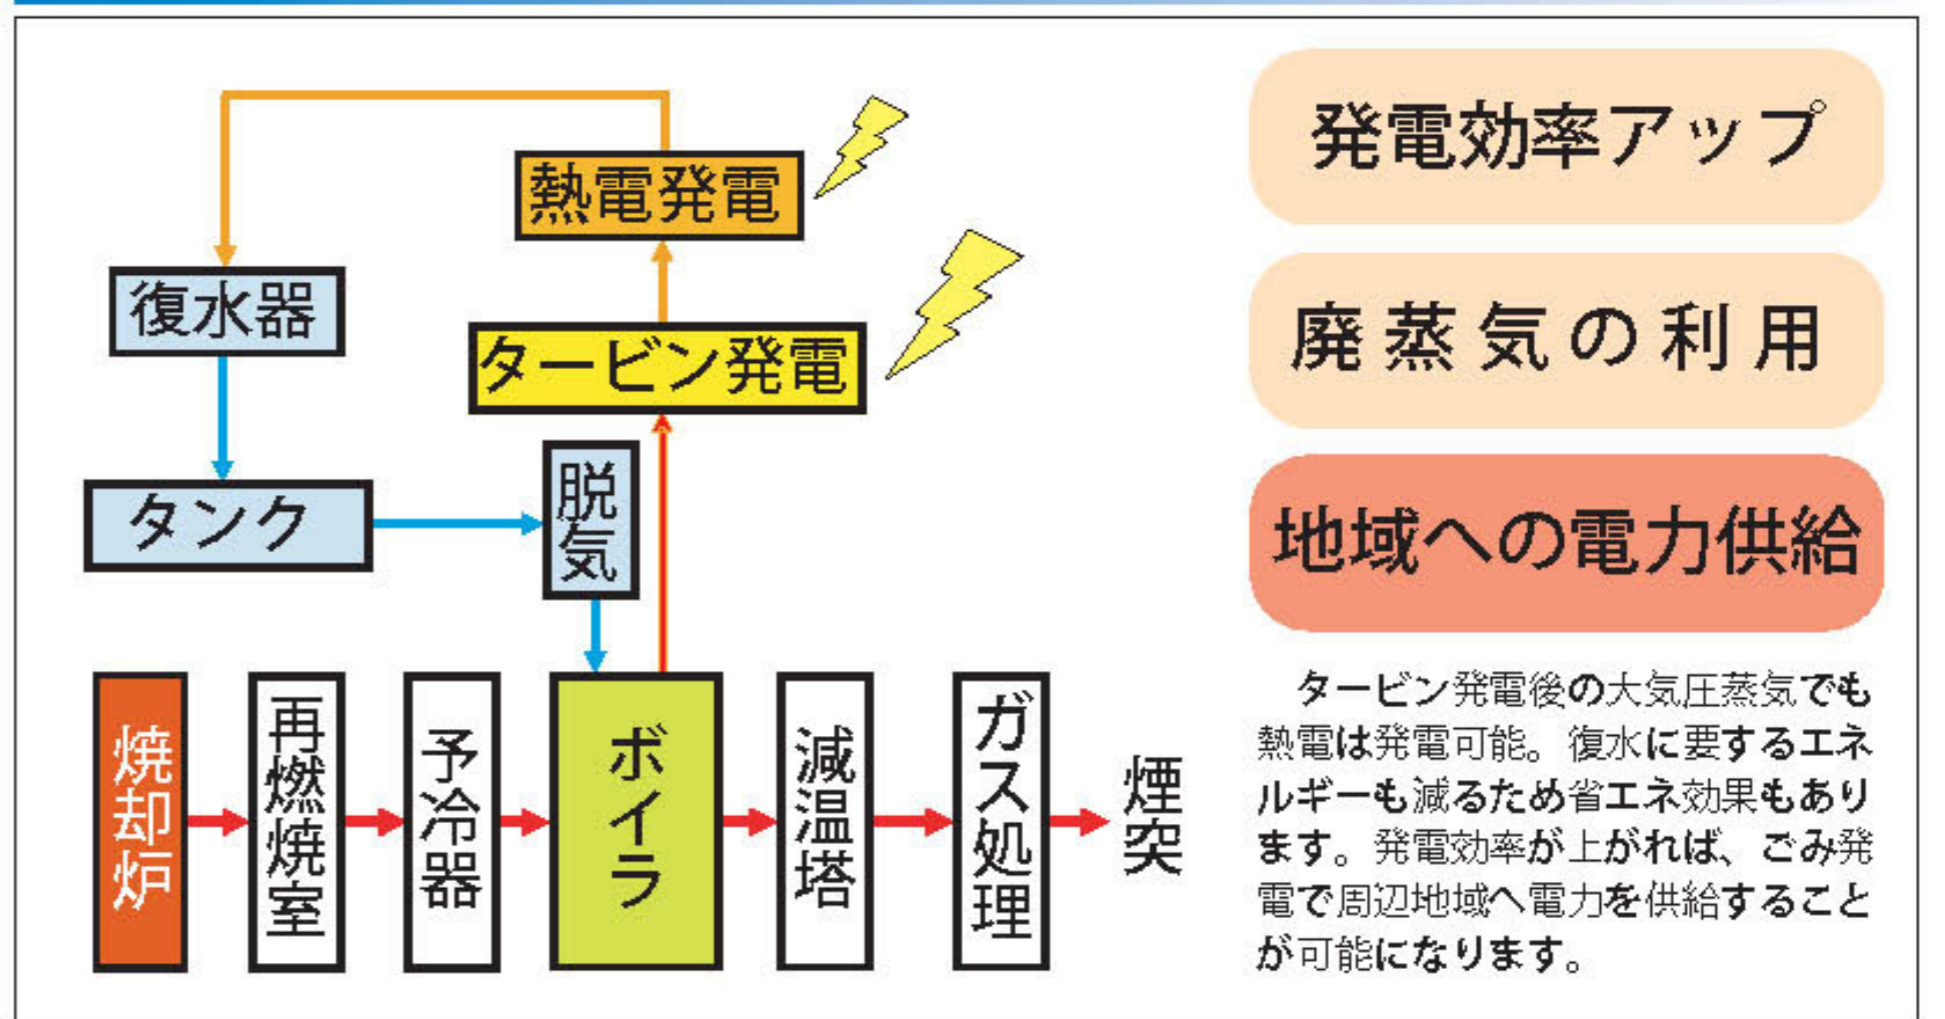 熱電発電
復水器
タービン発電
タンク
脱気
焼却炉
再燃焼室
予冷器
ボイラ
減温塔
ガス処理
煙突
発電効率アップ
廃蒸気の利用
地域への電力供給
タービン発電後の大気圧蒸気でも
熱電は発電可能。復水に要するエネ
ルギーも減るため省エネ効果もあり
ます。発電効率が上がれば、ごみ発
電で周辺地域へ電力を供給すること
が可能になります。